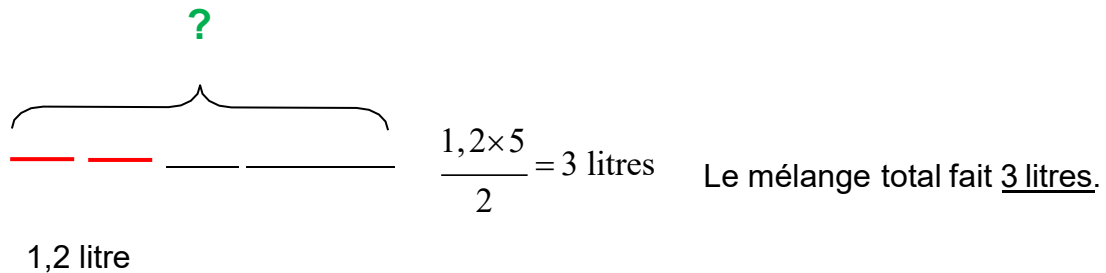 ?
1,2×5
2
= 3 litres
Le mélange total fait 3 litres.
1,2 litre